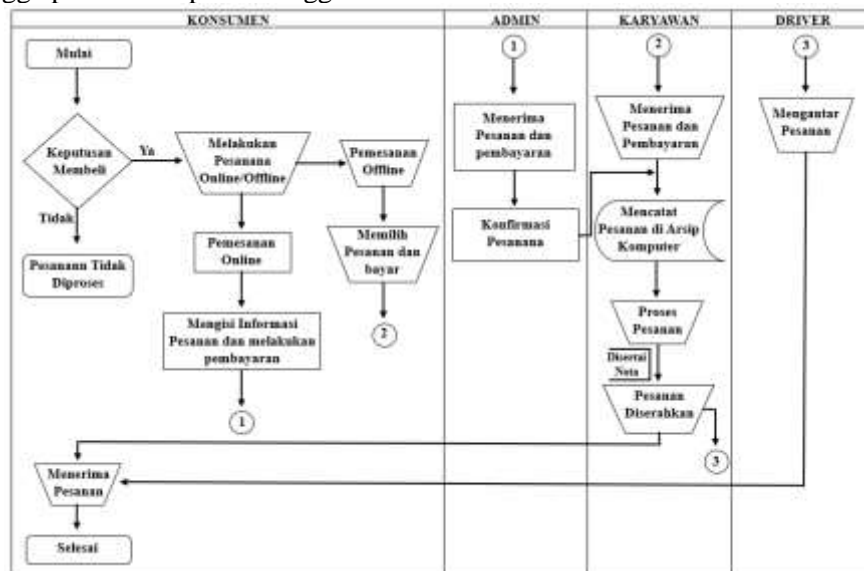 KONSUMEN
ADMIN
KARYAWAN
DRIVER
Mulai
Keputusan
Membeli
Ya
Tidak
Pesanann Tidak
Diproses
Melakukan
Pesanana
Online/Offline
Pemesanan
Offline
Pemesanan
Online
Memilih
Pesanan dan
bayar
2
Mengisi Informasi
Pesanan dan melakukan
pembayaran
1
Menerima
Pesanan
Selesai
1
Menerima
Pesanan dan
pembayaran
Konfirmasi
Pesanana
2
Menerima
Pesanan dan
Pembayaran
Mencatat
Pesanan di Arsip
Komputer
Proses
Pesanan
Disertai
Nota
Pesanan
Diserahkan
3
3
Mengantar
Pesanan